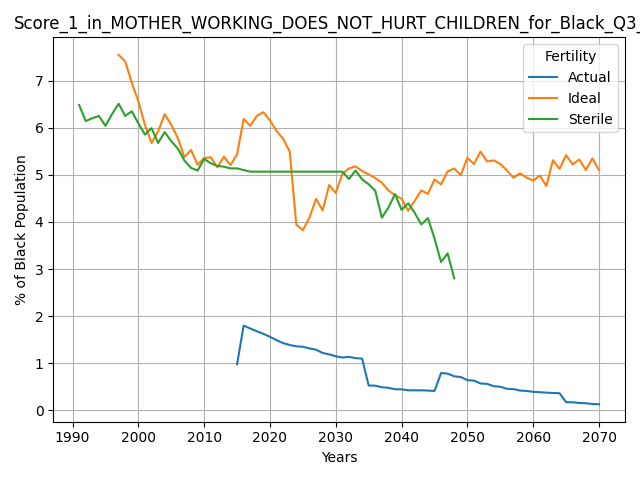 Score_1_in_MOTHER_WORKING_DOES_NOT_HURT_CHILDREN_for_Black_Q3_
Fertility
Actual
Ideal
Sterile
% of Black Population
7
6
5
4
3
2
1
0
1990 2000 2010 2020 2030 2040 2050 2060 2070
Years